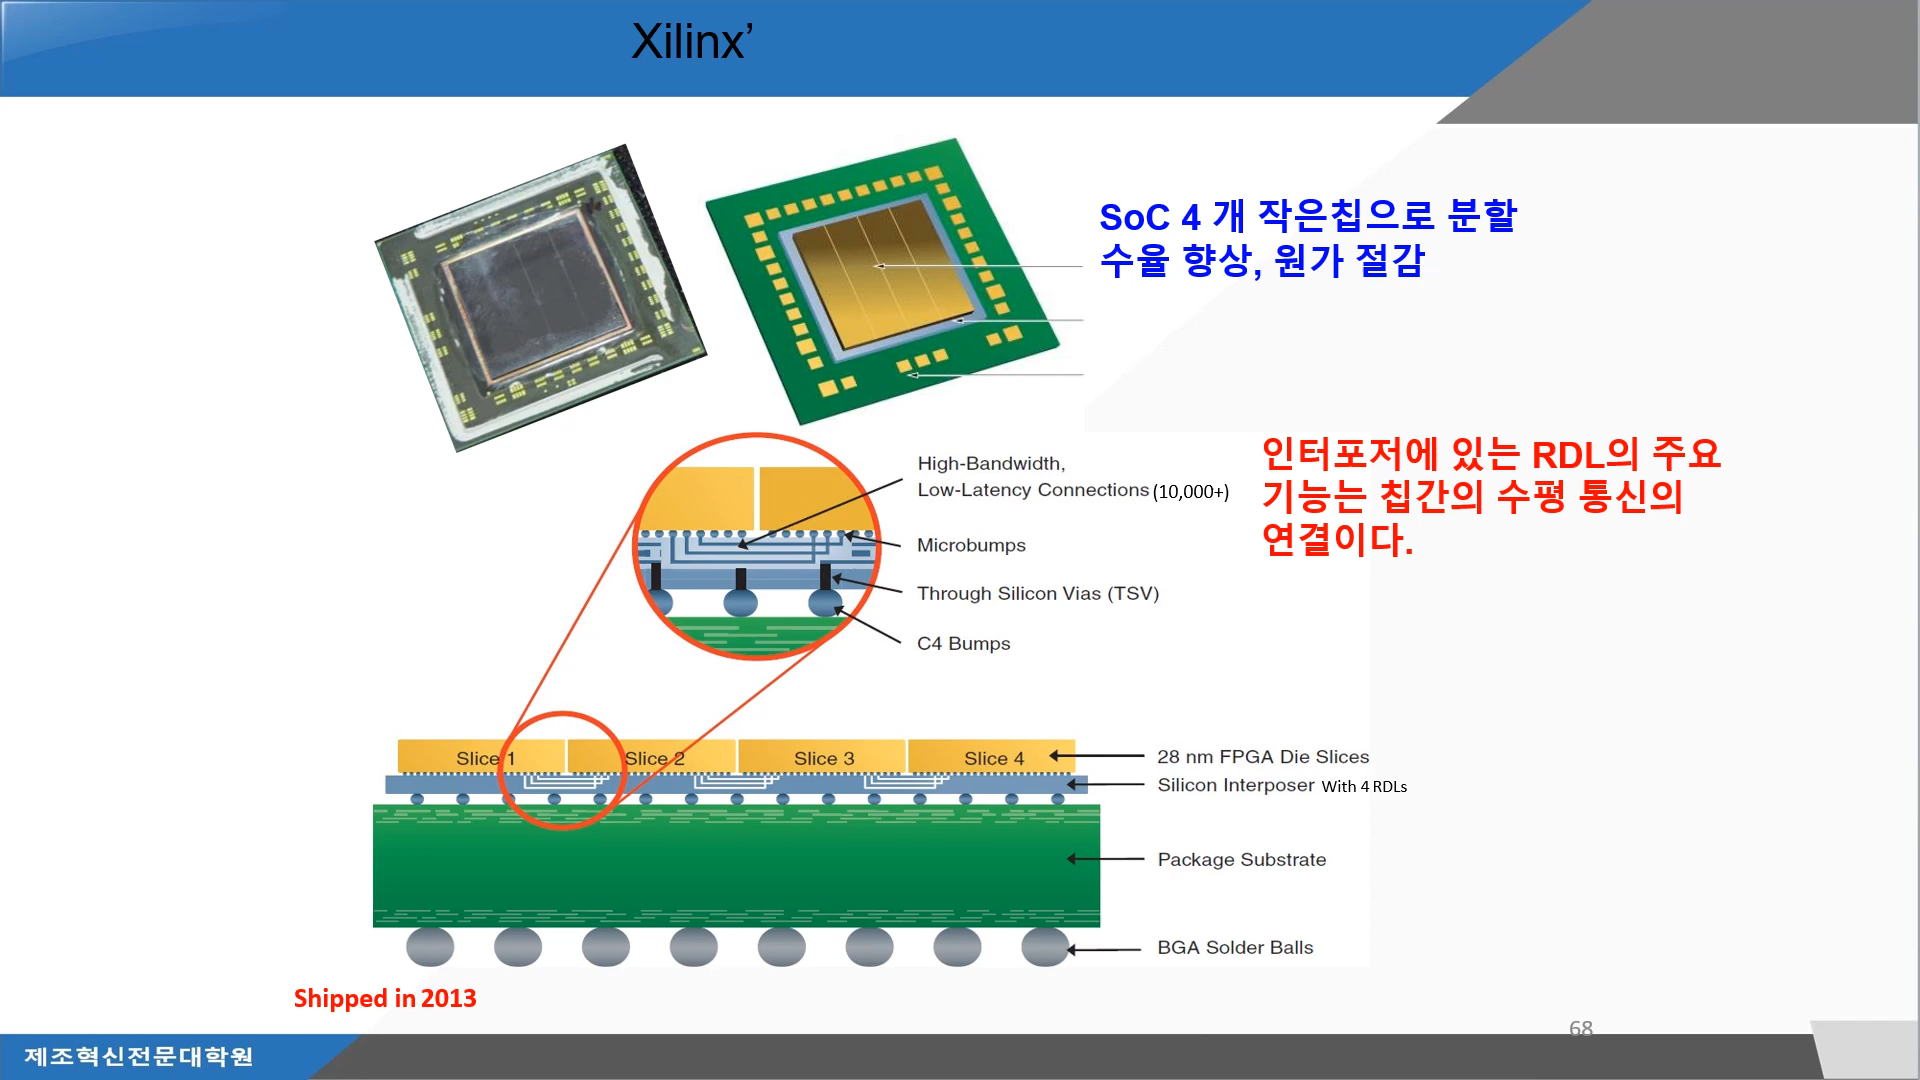 Xilinx’
SoC 4 개 작은칩으로 분할
수율 향상, 원가 절감
High-Bandwidth,
Low-Latency Connections (10,000+)
Microbumps
Through Silicon Vias (TSV)
C4 Bumps
인터포저에 있는 RDL의 주요
기능는 칩간의 수평 통신의
연결이다.
Slice 1
Slice 2
Slice 3
Slice 4
28 nm FPGA Die Slices
Silicon Interposer With 4 RDLs
Package Substrate
BGA Solder Balls
Shipped in 2013
68
제조혁신전문대학원